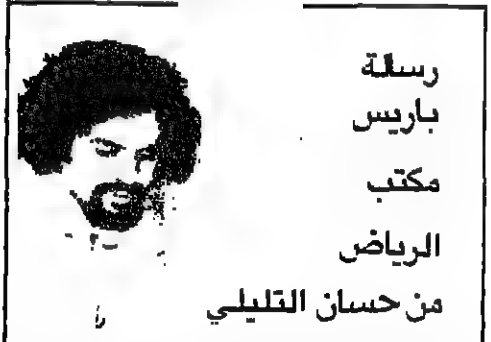 رسالة
باريس
مكتب
الرياض
من حسان التليلي